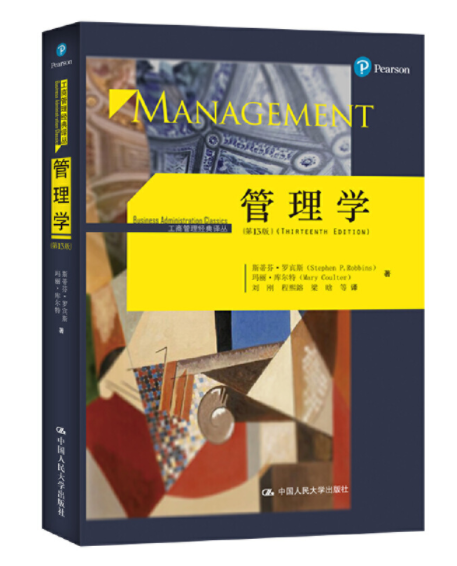 Pearson
MANAGEMENT
管理学
(第13版) (THIRTEENTH EDITION)
Business Administration Classics
工商管理经典译丛
斯蒂芬·罗宾斯 (Stephen P.Robbins)
玛丽·库尔特 (Mary Coulter) 著
刘刚 程熙镕 梁晗 等译
中国人民大学出版社
工商管理经典译丛
Business Administration Classics
管理学
(第13版)
斯蒂芬·罗宾斯
玛丽·库尔特
著
中国人民大学出版社